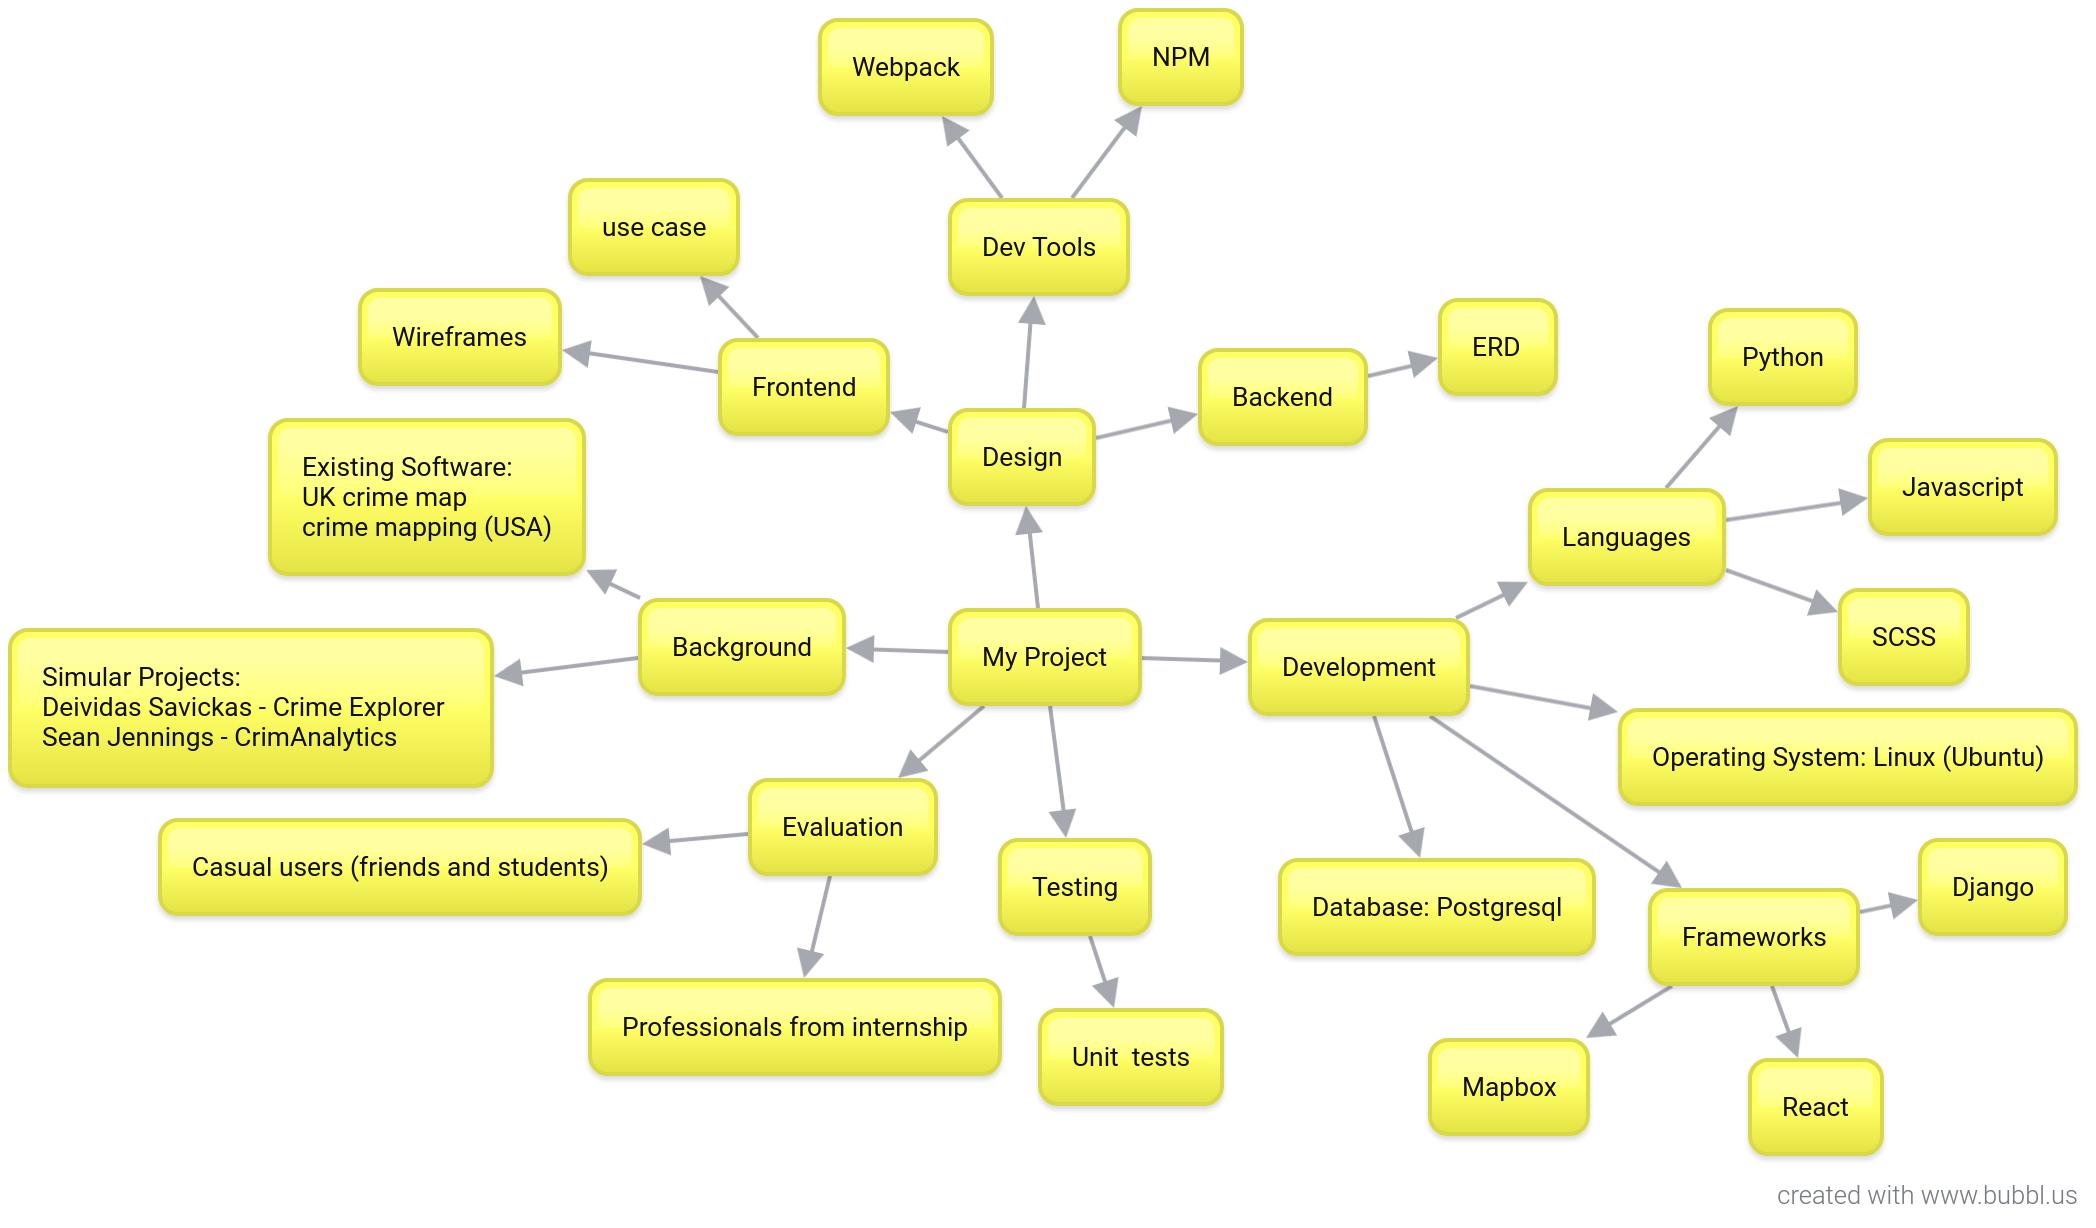 NPM
Webpack
use case
Dev Tools
Wireframes
ERD
Python
Frontend
Backend
Existing Software:
UK crime map
crime mapping (USA)
Design
Javascript
Languages
SCSS
Background
My Project
Development
Simular Projects:
Deividas Savickas - Crime Explorer
Sean Jennings - CrimAnalytics
Operating System: Linux (Ubuntu)
Evaluation
Casual users (friends and students)
Testing
Database: Postgresql
Django
Frameworks
Professionals from internship
Unit  tests
Mapbox
React
created with www.bubbl.us